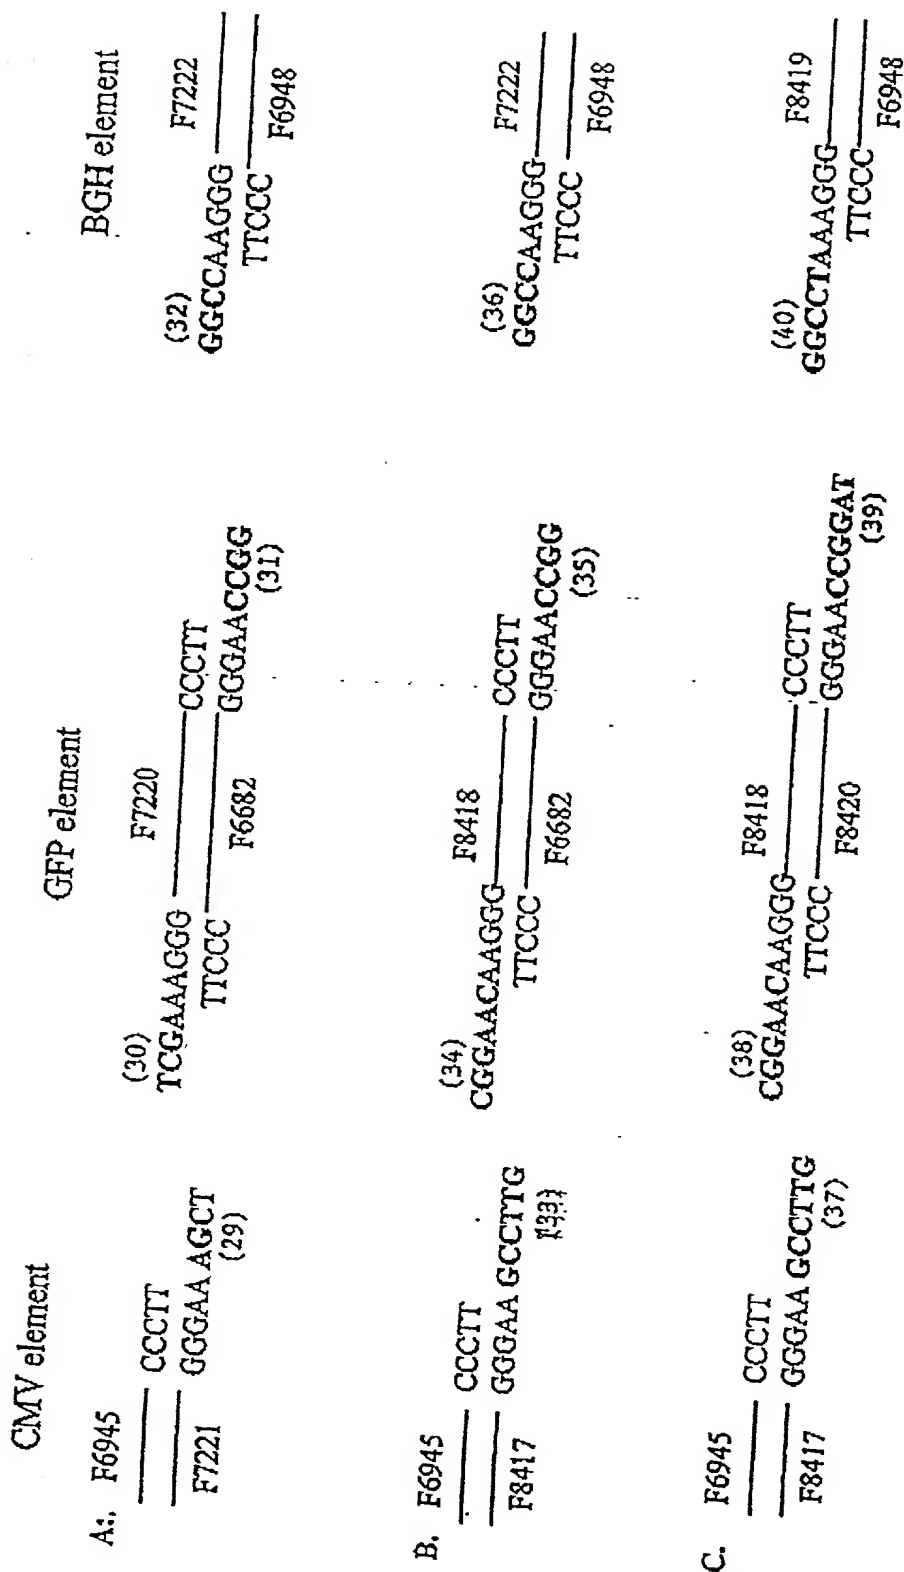 CMV element
GFP element
BGH element
A:. F6945
CCCTT
GGGAA AGCT
(29)
F7221
(30)
TCGAAAGGG
F7220
CCCTT
TTCCC
F6682
GGGAACCGG
(31)
(32)
GGCCAAGGG
F7222
TTCCC
F6948
B. F6945
CCCTT
GGGAA GCCTTG
F8417
(34)
CGGAACAAGGG
F8418
CCCTT
TTCCC
F6682
GGGAACCGG
(35)
(36)
GGCCAAGGG
F7222
TTCCC
F6948
C. F6945
CCCTT
GGGAA GCCTTG
(37)
F8417
(38)
CGGAACAAGGG
F8418
CCCTT
TTCCC
F8420
GGGAACCGGAT
(39)
(40)
GGCCTAAAGGG
F8419
TTCCC
F6948